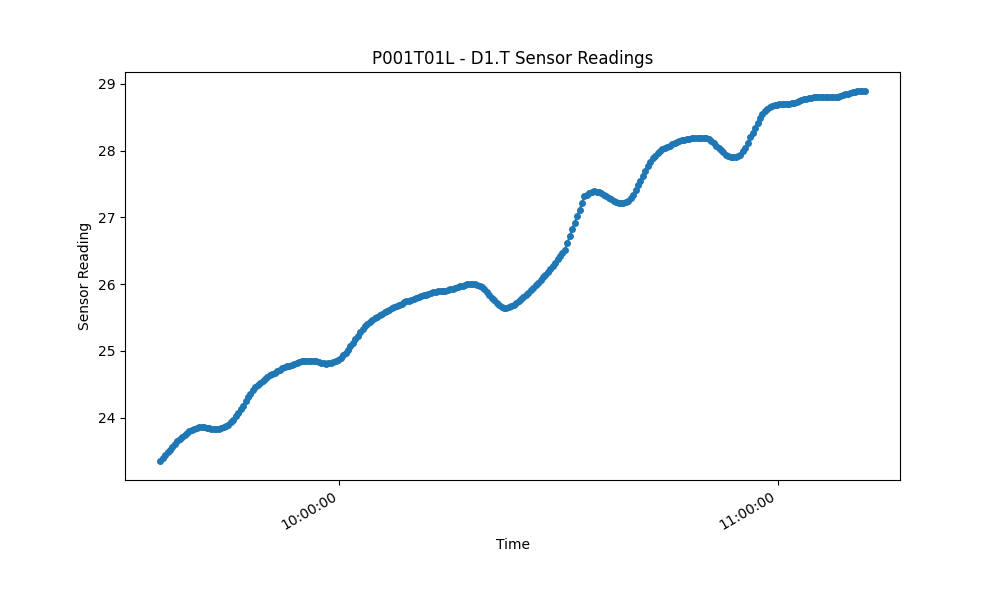 P001T01L - D1.T Sensor Readings
29
28
27
26
25
24
Sensor Reading
10:00:00
11:00:00
Time